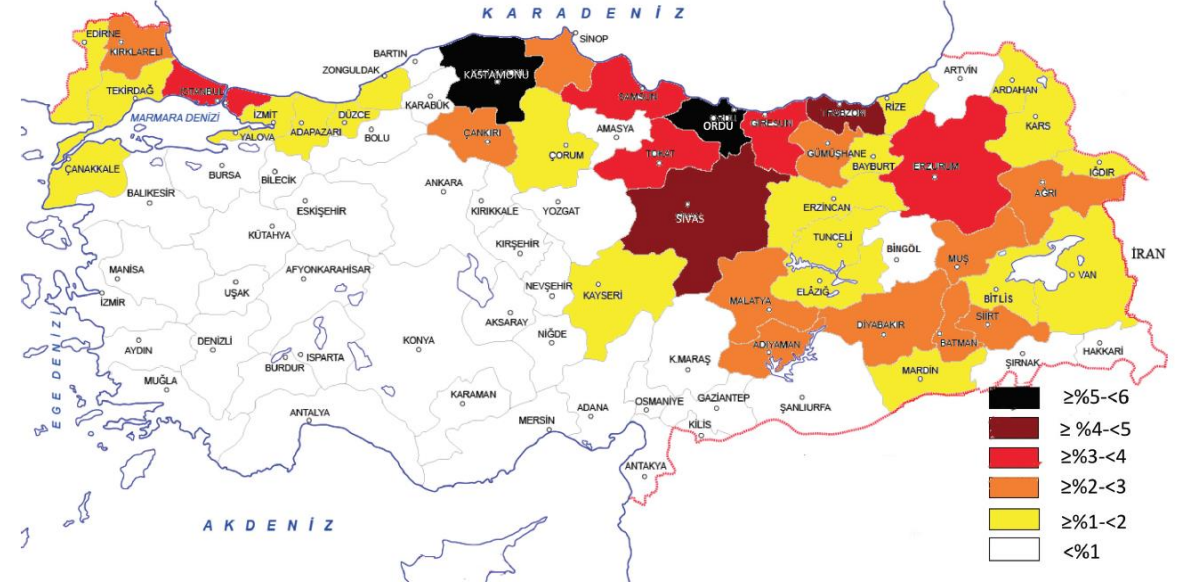 KARADENİZ
EDİRNE
KIRKLARELİ
TEKİRDAĞ
İSTANBUL
MARMARA DENİZİ
İZMİT
YALOVA
ADAPAZARI
DÜZCE
ZONGULDAK
BARTIN
KARABÜK
BOLU
KASTAMONU
SİNOP
ÇANKIRI
ÇORUM
SAMSUN
AMASYA
TOKAT
ORDU
GİRESUN
TRABZON
GÜMÜŞHANE
BAYBURT
RİZE
ARTVİN
ARDAHAN
KARS
IĞDIR
ERZURUM
AĞRI
ÇANAKKALE
BALIKESİR
BURSA
BİLECİK
ESKİŞEHİR
KÜTAHYA
ANKARA
KIRIKKALE
YOZGAT
SİVAS
ERZİNCAN
TUNCELİ
BİNGÖL
MUŞ
VAN
İRAN
MANİSA
İZMİR
UŞAK
AFYONKARAHİSAR
KIRŞEHİR
NEVŞEHİR
KAYSERİ
MALATYA
ELÂZIĞ
BİTLİS
SİİRT
DİYABAKIR
BATMAN
EGE DENİZİ
AYDIN
DENİZLİ
BURDUR
ISPARTA
KONYA
AKSARAY
NİĞDE
K.MARAŞ
ADIYAMAN
MARDİN
ŞIRNAK
HAKKARİ
MUĞLA
ANTALYA
KARAMAN
MERSİN
ADANA
OSMANİYE
GAZİANTEP
KİLİS
ŞANLIURFA
ANTAKYA
AKDENİZ
≥%5-<6
≥ %4-<5
≥%3-<4
≥%2-<3
≥%1-<2
<%1